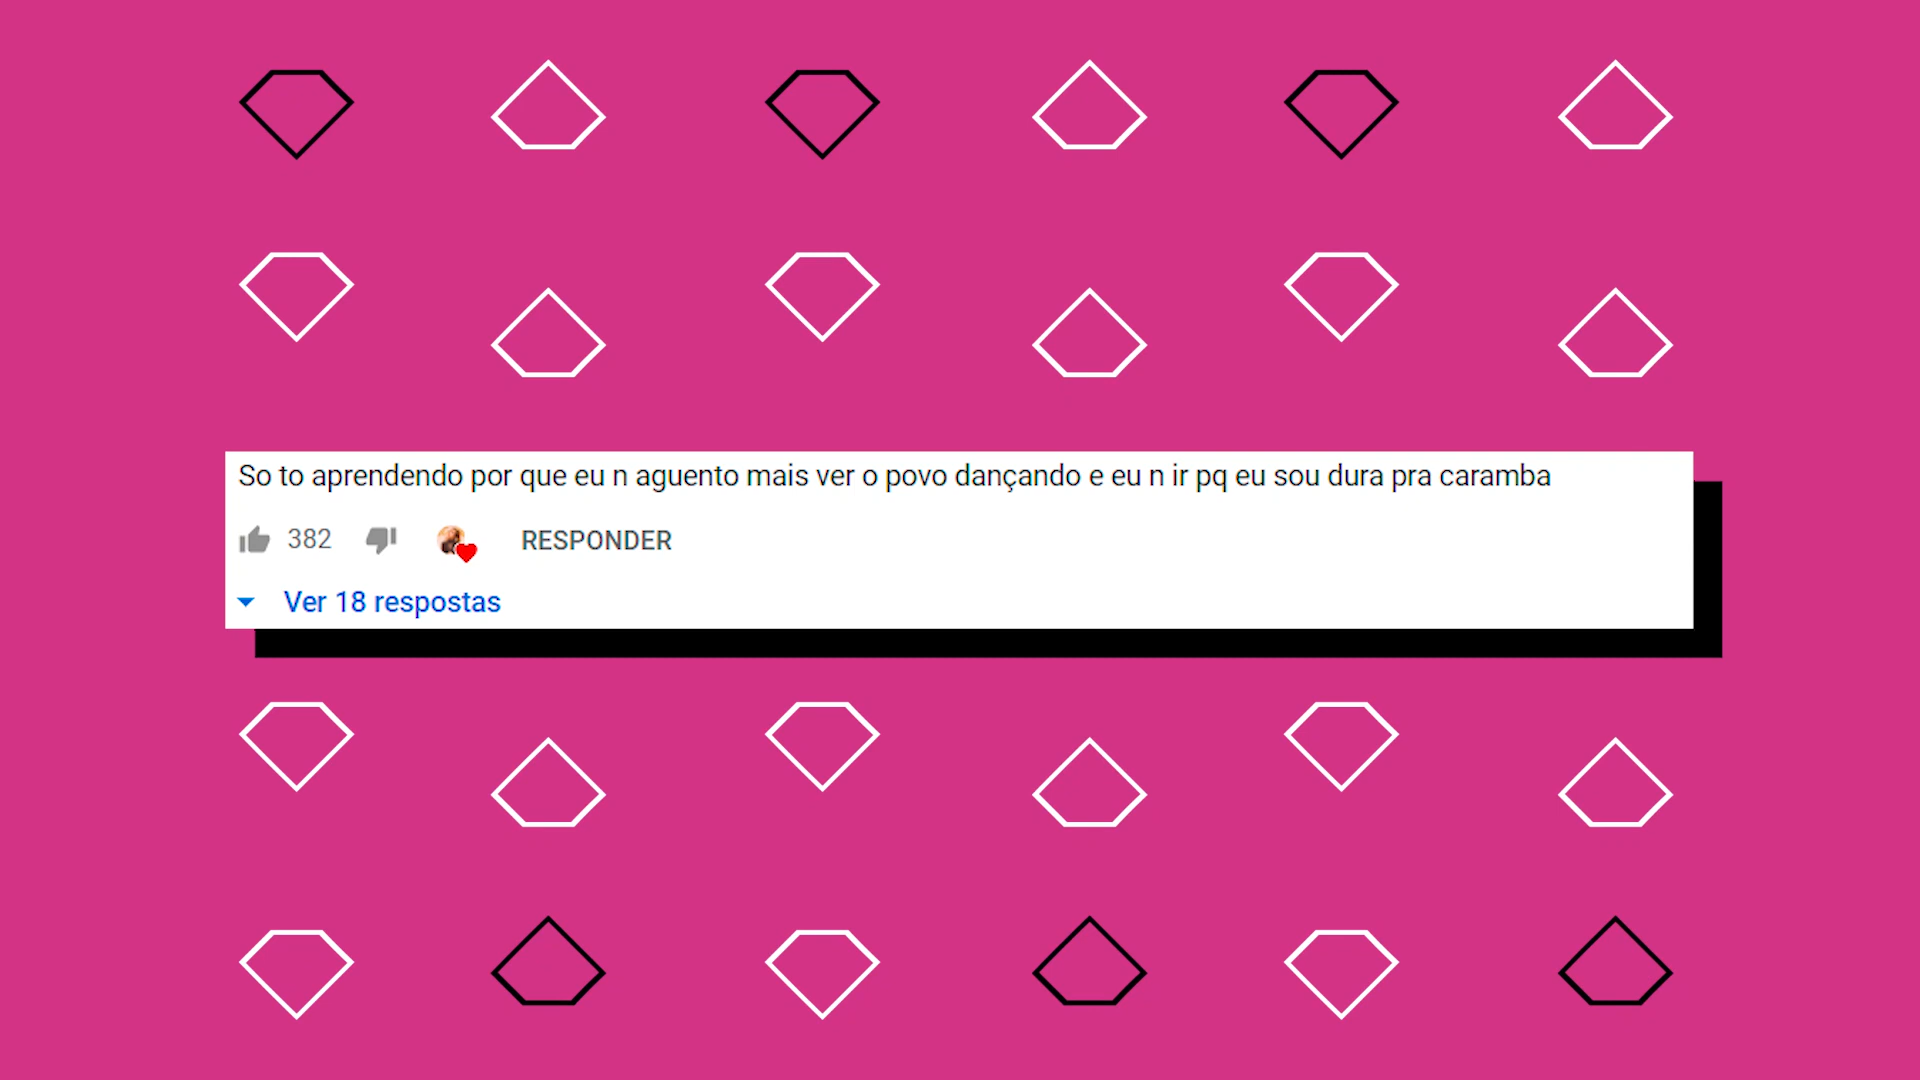 So to aprendendo por que eu n aguento mais ver o povo dançando e eu n ir pq eu sou dura pra caramba
382 RESPONDER
Ver 18 respostas